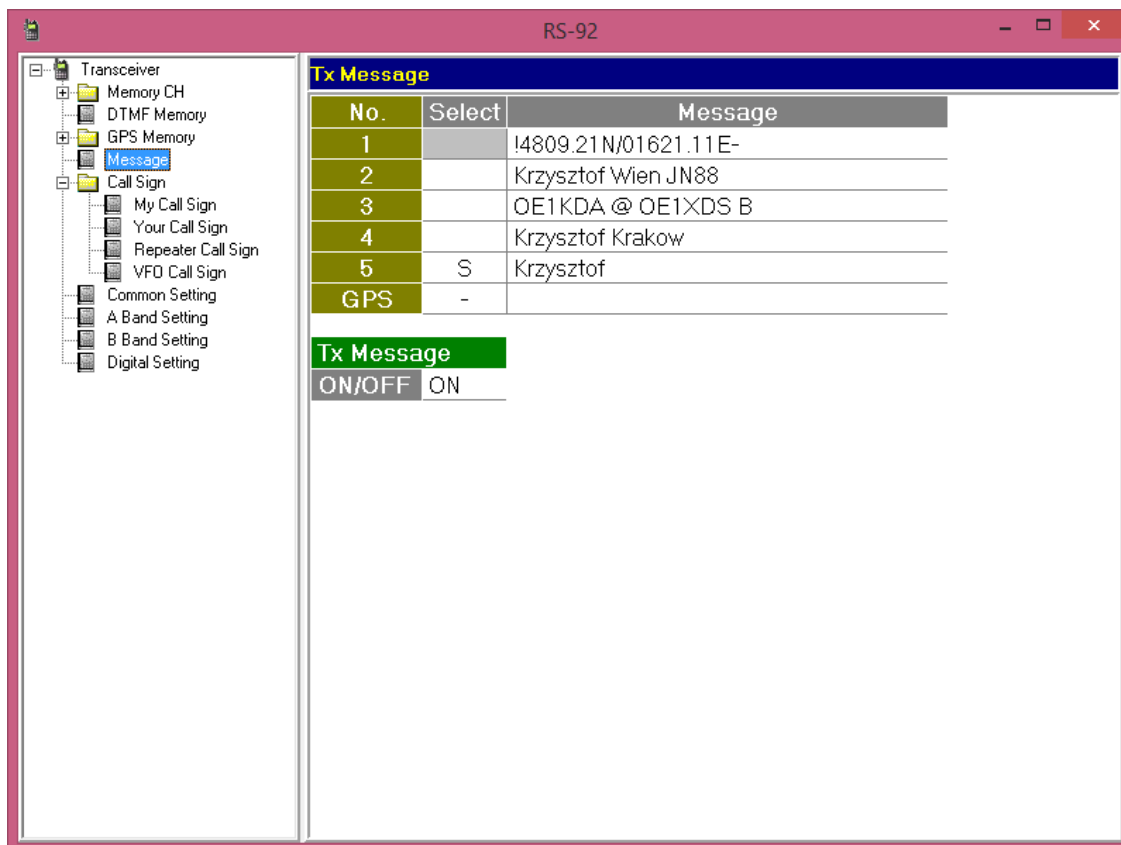 RS-92
Transceiver
Memory CH
DTMF Memory
GPS Memory
Message
Call Sign
My Call Sign
Your Call Sign
Repeater Call Sign
VFO Call Sign
Common Setting
A Band Setting
B Band Setting
Digital Setting
Tx Message
No. Select Message
1 !4809.21N/01621.11E-
2 Krzysztof Wien JN88
3 OE1KDA @ OE1XDS B
4 Krzysztof Krakow
5 S Krzysztof
GPS -
Tx Message
ON/OFF ON